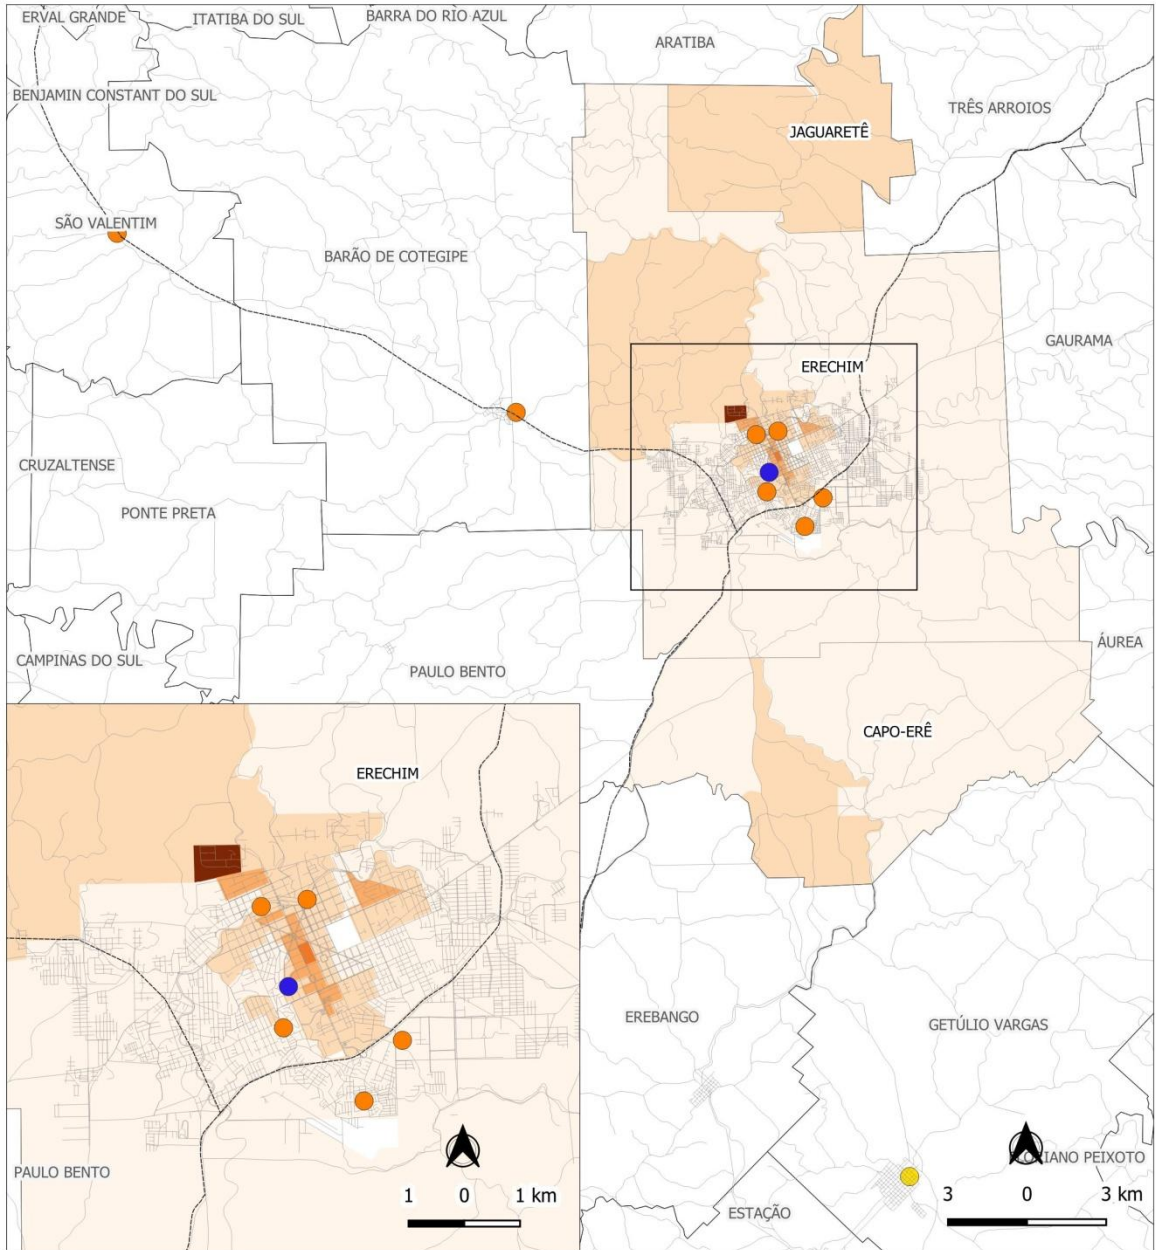 ERVAL GRANDE
ITATIBA DO SUL
BARRA DO RIO AZUL
ARATIBA
BENJAMIN CONSTANT DO SUL
TRÊS ARROIOS
JAGUARETÊ
SÃO VALENTIM
BARÃO DE COTEGIPE
GAURAMA
ERECHIM
CRUZALTENSE
PONTE PRETA
ÁUREA
CAMPINAS DO SUL
PAULO BENTO
CAPO-ERÊ
ERECHIM
EREBANGO
GETÚLIO VARGAS
PAULO BENTO
PEIXOTO
1 0 1 km
3 0 3 km
ESTAÇÃO